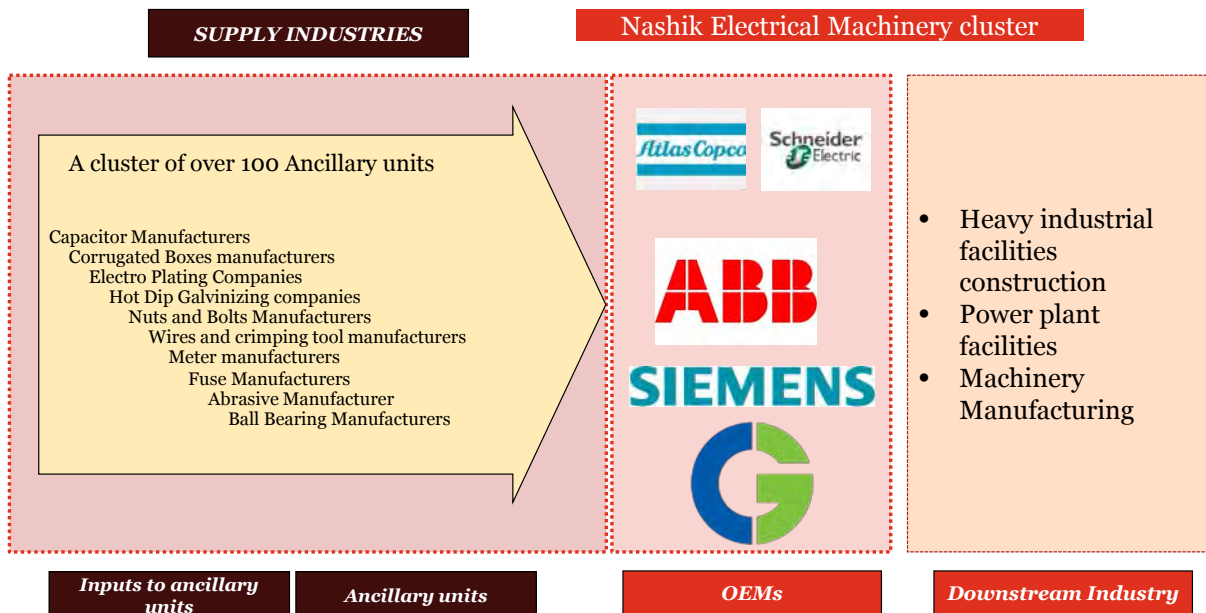 SUPPLY INDUSTRIES
Nashik Electrical Machinery cluster
A cluster of over 100 Ancillary units
Capacitor Manufacturers
Corrugated Boxes manufacturers
Electro Plating Companies
Hot Dip Galvinizing companies
Nuts and Bolts Manufacturers
Wires and crimping tool manufacturers
Meter manufacturers
Fuse Manufacturers
Abrasive Manufacturer
Ball Bearing Manufacturers
Atlas Copco
Schneider
Electric
ABB
SIEMENS
CG
• Heavy industrial
facilities
construction
• Power plant
facilities
• Machinery
Manufacturing
Inputs to ancillary
units
Ancillary units
OEMs
Downstream Industry